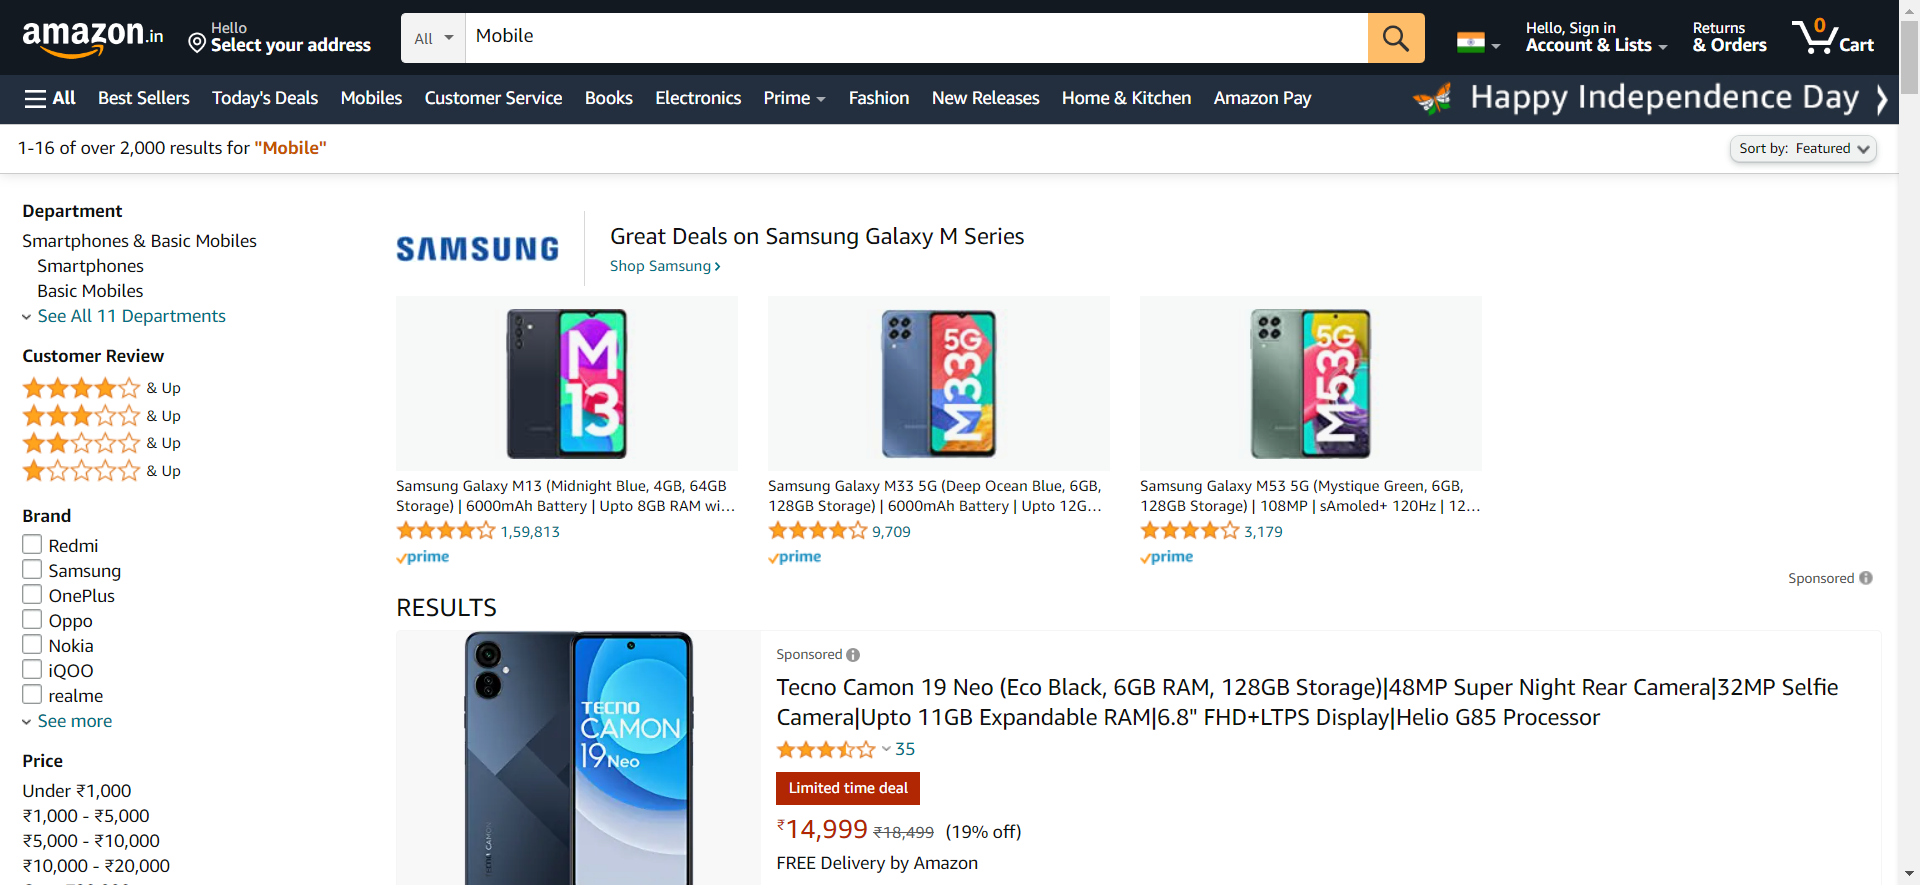 amazon.in
Hello
Select your address
All
Mobile
Hello, Sign in
Account & Lists
Returns
& Orders
0
Cart
All
Best Sellers
Today's Deals
Mobiles
Customer Service
Books
Electronics
Prime
Fashion
New Releases
Home & Kitchen
Amazon Pay
Happy Independence Day
1-16 of over 2,000 results for "Mobile"
Sort by: Featured
Department
Smartphones & Basic Mobiles
Smartphones
Basic Mobiles
See All 11 Departments
Customer Review
& Up
& Up
& Up
& Up
Brand
Redmi
Samsung
OnePlus
Oppo
Nokia
iQOO
realme
See more
Price
Under ₹1,000
₹1,000 - ₹5,000
₹5,000 - ₹10,000
₹10,000 - ₹20,000
SAMSUNG
Great Deals on Samsung Galaxy M Series
Shop Samsung ›
M
13
M33 5G
M53 5G
Samsung Galaxy M13 (Midnight Blue, 4GB, 64GB
Storage) | 6000mAh Battery | Upto 8GB RAM wi...
1,59,813
prime
Samsung Galaxy M33 5G (Deep Ocean Blue, 6GB,
128GB Storage) | 6000mAh Battery | Upto 12G...
9,709
prime
Samsung Galaxy M53 5G (Mystique Green, 6GB,
128GB Storage) | 108MP | sAmoled+ 120Hz | 12...
3,179
prime
Sponsored
RESULTS
TECNO
CAMON
19 Neo
TECNO CAMON
Sponsored
Tecno Camon 19 Neo (Eco Black, 6GB RAM, 128GB Storage)|48MP Super Night Rear Camera|32MP Selfie
Camera|Upto 11GB Expandable RAM|6.8" FHD+LTPS Display|Helio G85 Processor
35
Limited time deal
₹14,999 ₹18,499 (19% off)
FREE Delivery by Amazon